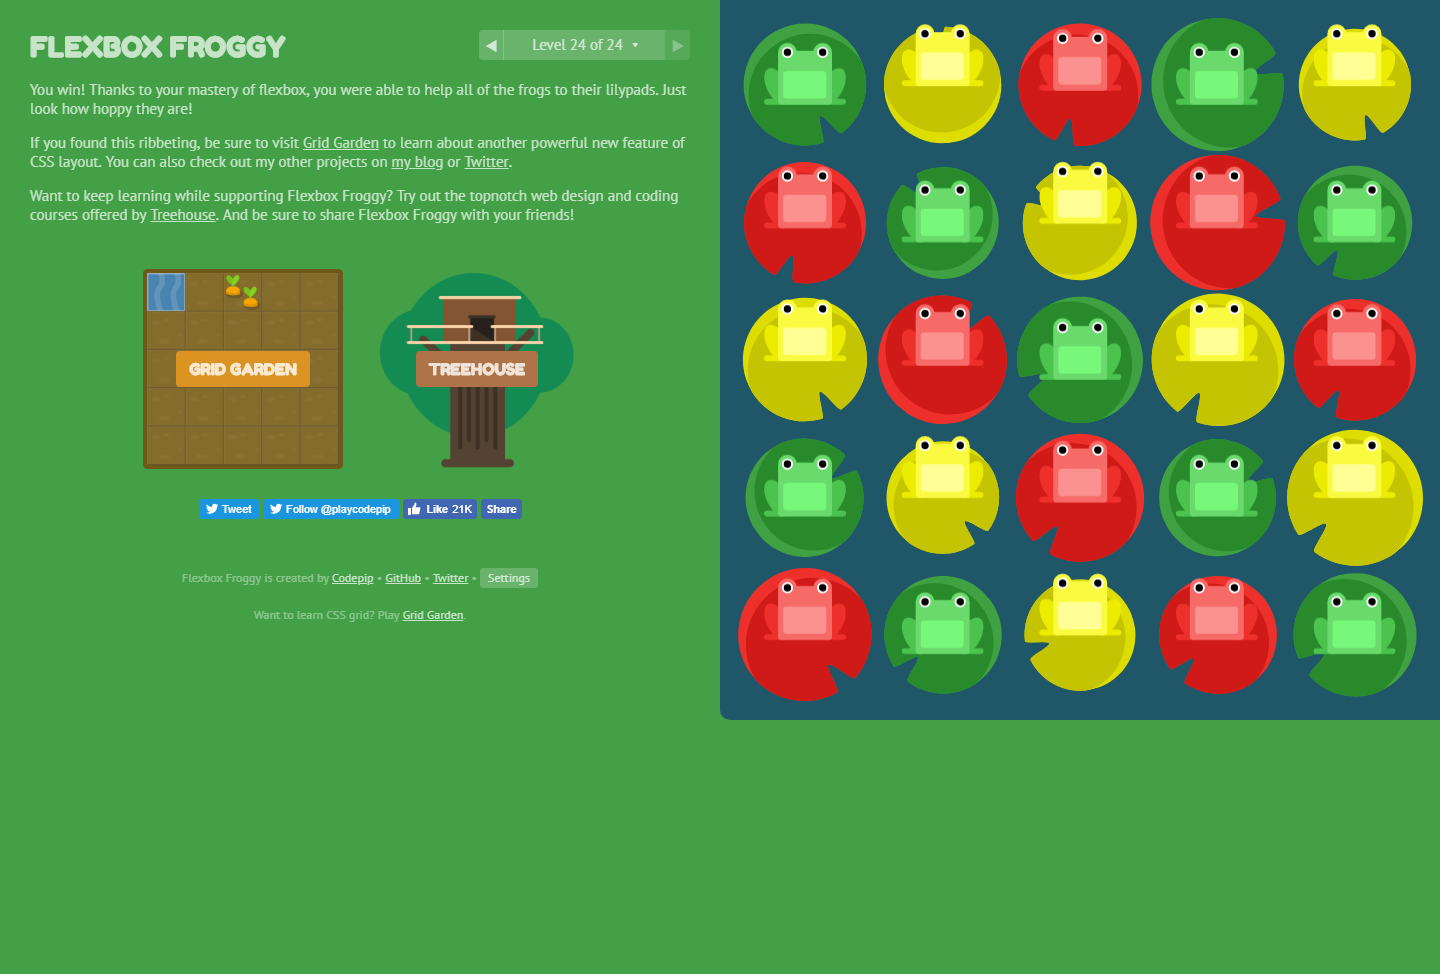 FLEXBOX FROGGY
◀ Level 24 of 24 ▼ ▶
You win! Thanks to your mastery of flexbox, you were able to help all of the frogs to their lilypads. Just
look how hoppy they are!
If you found this ribbeting, be sure to visit Grid Garden to learn about another powerful new feature of
CSS layout. You can also check out my other projects on my blog or Twitter.
Want to keep learning while supporting Flexbox Froggy? Try out the topnotch web design and coding
courses offered by Treehouse. And be sure to share Flexbox Froggy with your friends!
GRID GARDEN
TREEHOUSE
Tweet
Follow @playcodepip
Like 21K
Share
Flexbox Froggy is created by Codepip • GitHub • Twitter • Settings
Want to learn CSS grid? Play Grid Garden.